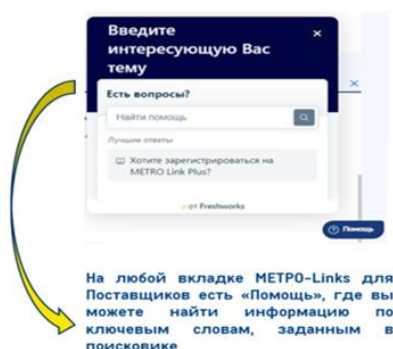 Введите
интересующую Вас
тему
Есть вопросы?
Найти помощь
Лучшие ответы
Хотите зарегистрироваться на
METRO Link Plus?
от Freshworks
Помощь
На любой вкладке МЕТРО-Links для
Поставщиков есть «Помощь», где вы
можете найти информацию по
ключевым словам, заданным в
поисковике